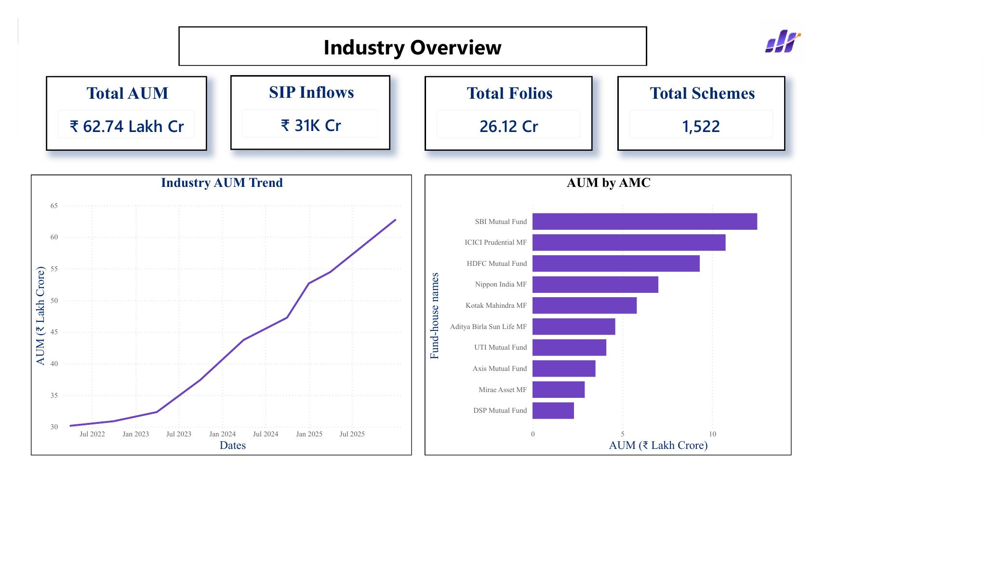 Industry Overview
Total AUM
₹ 62.74 Lakh Cr
SIP Inflows
₹ 31K Cr
Total Folios
26.12 Cr
Total Schemes
1,522
Industry AUM Trend
AUM (₹ Lakh Crore)
65
60
55
50
45
40
35
30
Jul 2022 Jan 2023 Jul 2023 Jan 2024 Jul 2024 Jan 2025 Jul 2025
Dates
AUM by AMC
Fund-house names
SBI Mutual Fund
ICICI Prudential MF
HDFC Mutual Fund
Nippon India MF
Kotak Mahindra MF
Aditya Birla Sun Life MF
UTI Mutual Fund
Axis Mutual Fund
Mirae Asset MF
DSP Mutual Fund
0 5 10
AUM (₹ Lakh Crore)